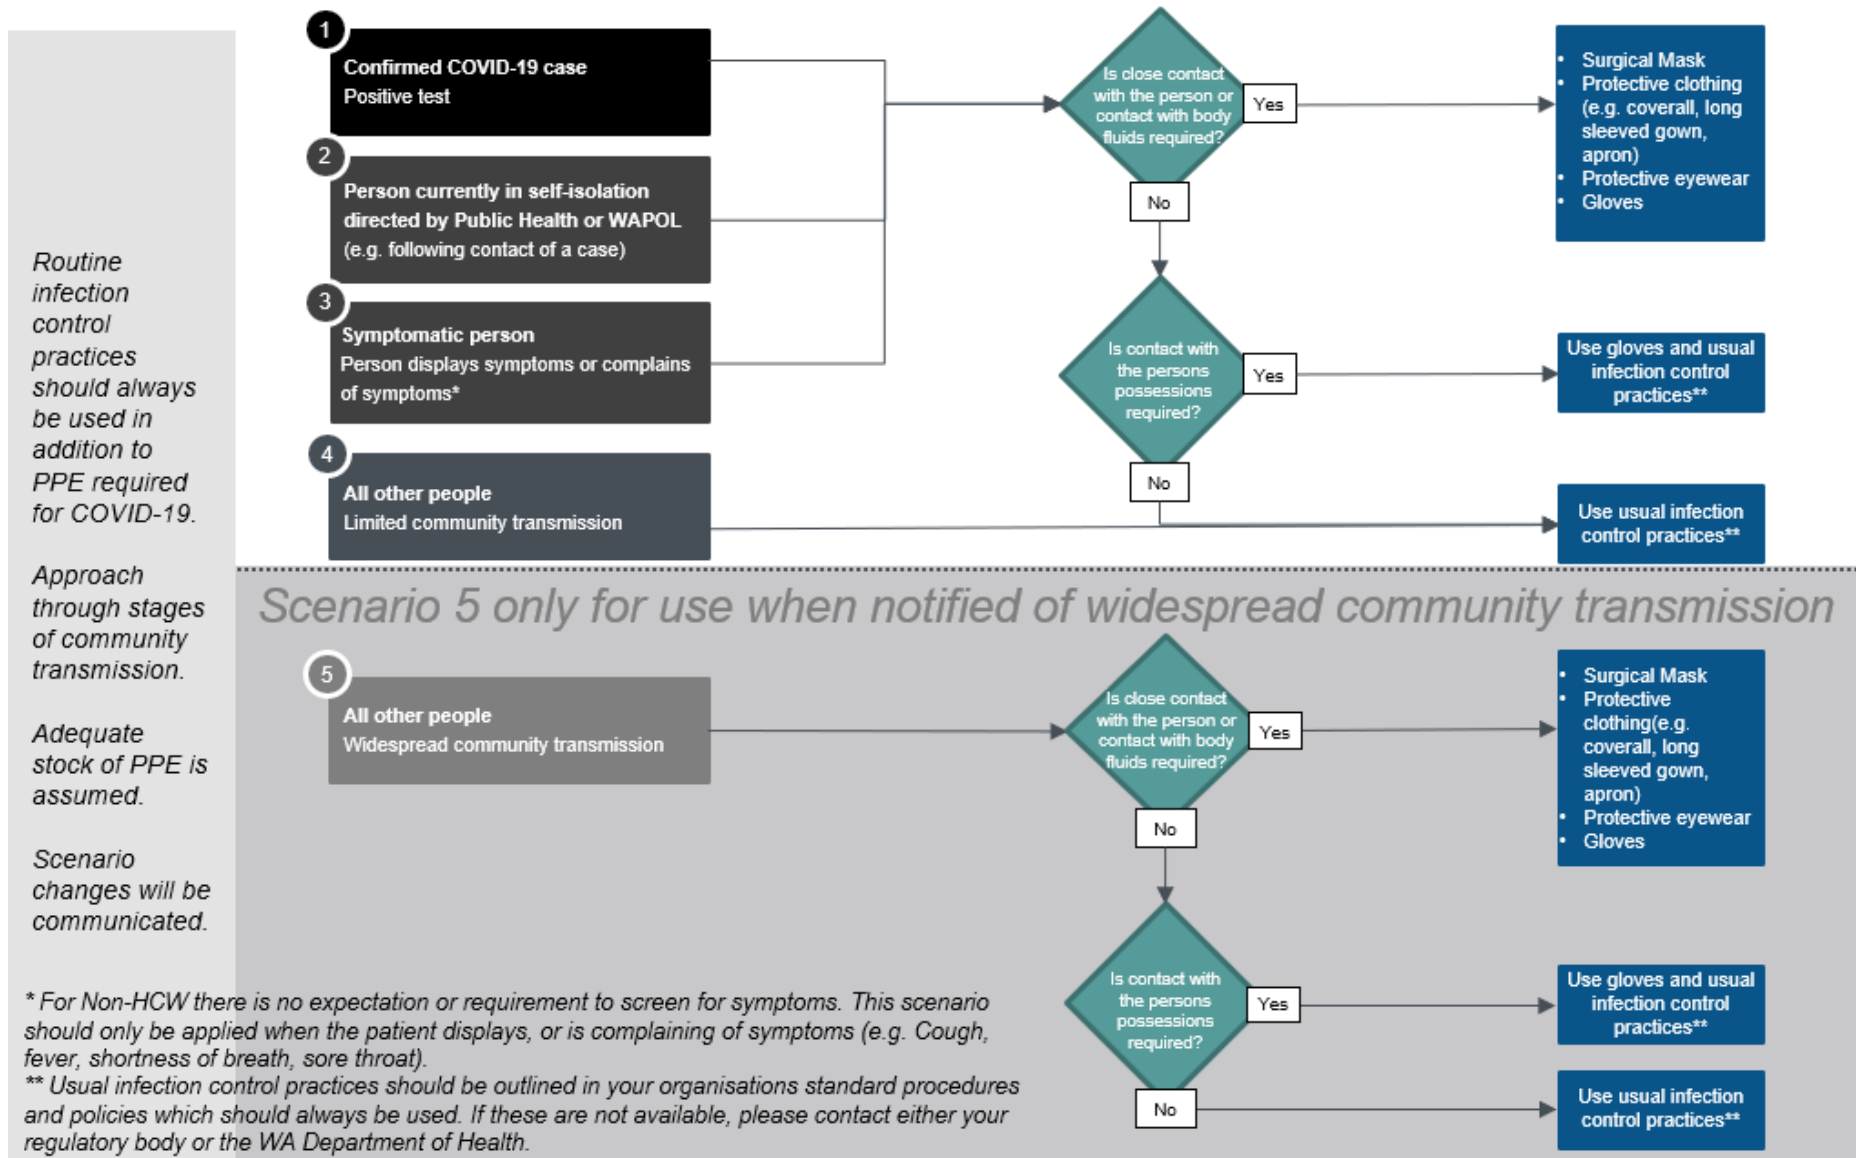 Routine
infection
control
practices
should always
be used in
addition to
PPE required
for COVID-19.
Approach
through stages
of community
transmission.
Adequate
stock of PPE is
assumed.
Scenario
changes will be
communicated.
1
Confirmed COVID-19 case
Positive test
2
Person currently in self-isolation
directed by Public Health or WAPOL
(e.g. following contact of a case)
3
Symptomatic person
Person displays symptoms or complains
of symptoms*
4
All other people
Limited community transmission
Is close contact
with the person or
contact with body
fluids required?
Yes
No
Is contact with
the persons
possessions
required?
Yes
No
• Surgical Mask
• Protective clothing
(e.g. coverall, long
sleeved gown,
apron)
• Protective eyewear
• Gloves
Use gloves and usual
infection control
practices**
Use usual infection
control practices**
Scenario 5 only for use when notified of widespread community transmission
5
All other people
Widespread community transmission
Is close contact
with the person or
contact with body
fluids required?
Yes
No
Is contact with
the persons
possessions
required?
Yes
No
• Surgical Mask
• Protective
clothing(e.g.
coverall, long
sleeved gown,
apron)
• Protective eyewear
• Gloves
Use gloves and usual
infection control
practices**
Use usual infection
control practices**
* For Non-HCW there is no expectation or requirement to screen for symptoms. This scenario
should only be applied when the patient displays, or is complaining of symptoms (e.g. Cough,
fever, shortness of breath, sore throat).
** Usual infection control practices should be outlined in your organisations standard procedures
and policies which should always be used. If these are not available, please contact either your
regulatory body or the WA Department of Health.